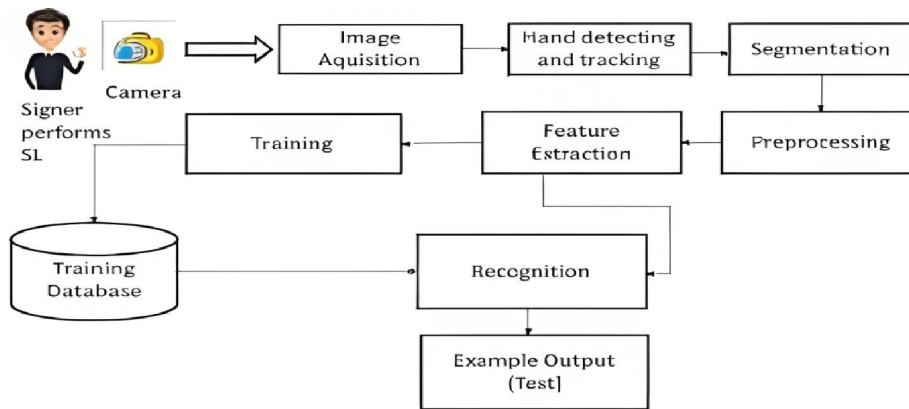 Image
Aquisition
Hand detecting
and tracking
Segmentation
Camera
Signer
performs
SL
Training
Feature
Extraction
Preprocessing
Training
Database
Recognition
Example Output
(Test]